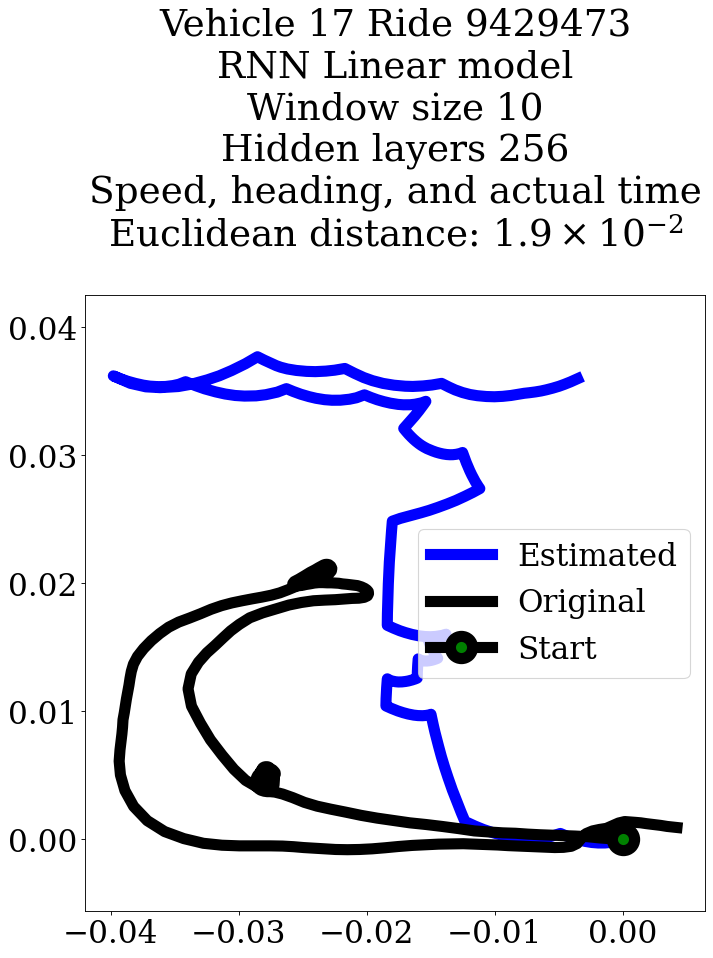 Vehicle 17 Ride 9429473
RNN Linear model
Window size 10
Hidden layers 256
Speed, heading, and actual time
Euclidean distance: 1.9 × 10⁻²
0.04
0.03
0.02
0.01
0.00
Estimated
Original
Start
−0.04 −0.03 −0.02 −0.01 0.00